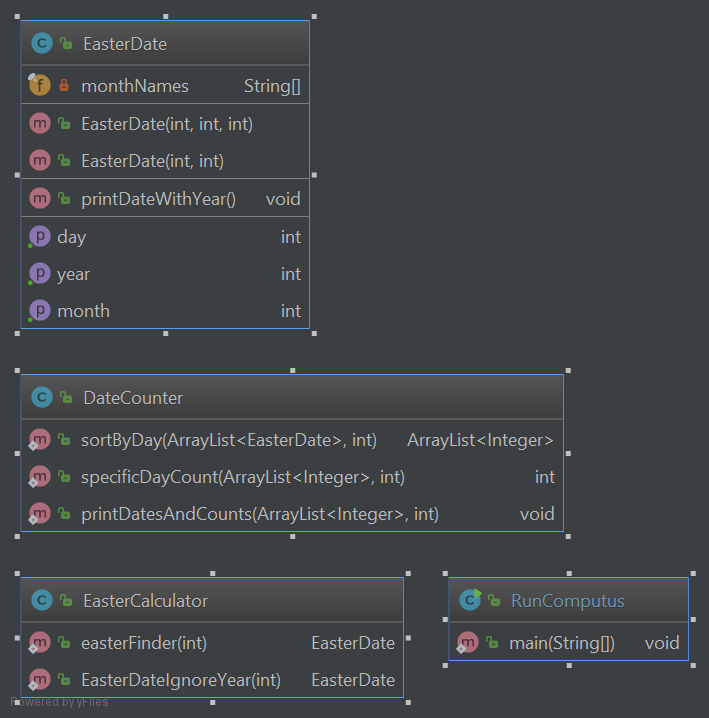 EasterDate
monthNames String[]
EasterDate(int, int, int)
EasterDate(int, int)
printDateWithYear() void
day int
year int
month int
DateCounter
sortByDay(ArrayList<EasterDate>, int) ArrayList<Integer>
specificDayCount(ArrayList<Integer>, int) int
printDatesAndCounts(ArrayList<Integer>, int) void
EasterCalculator
easterFinder(int) EasterDate
EasterDateIgnoreYear(int) EasterDate
RunComputus
main(String[]) void
Powered by yFiles